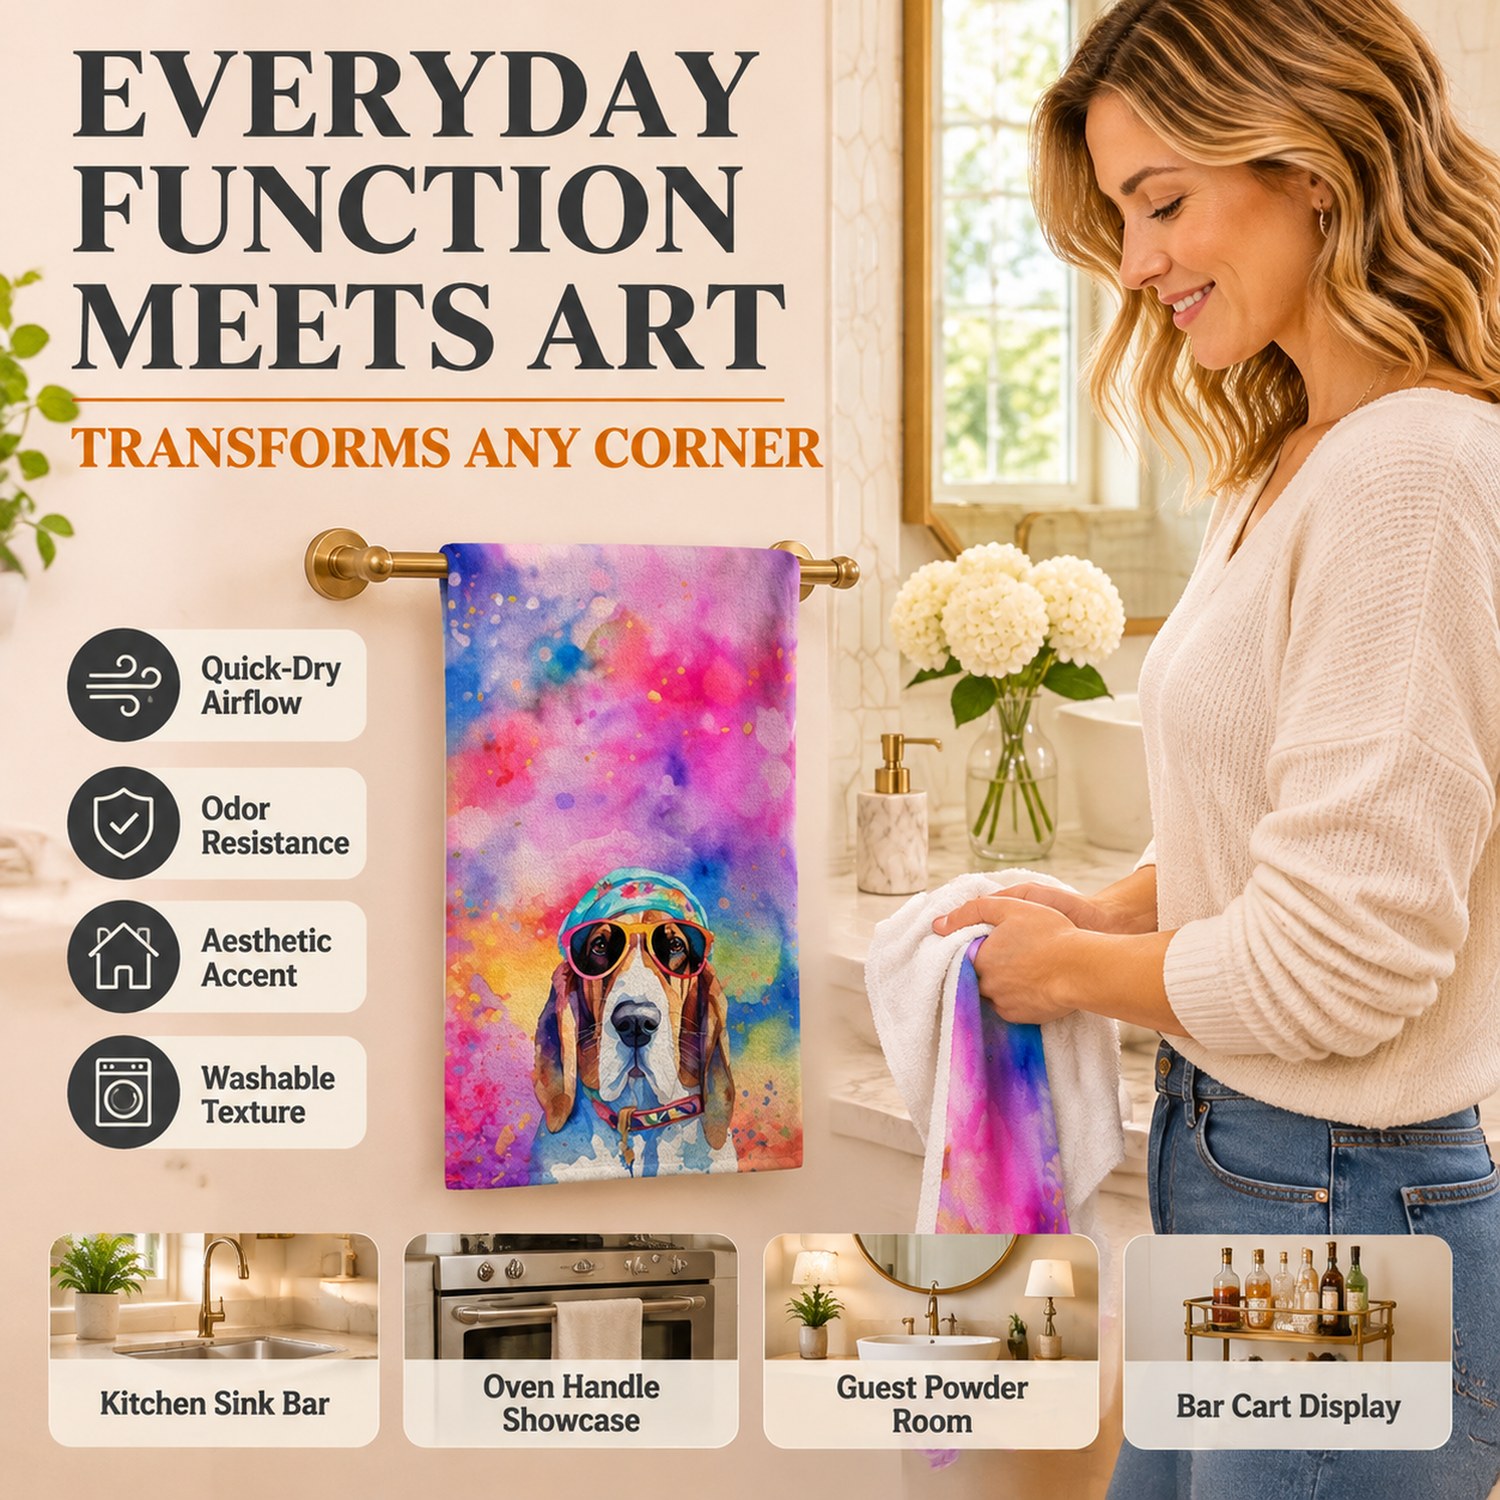 EVERYDAY
FUNCTION
MEETS ART
TRANSFORMS ANY CORNER
Quick-Dry
Airflow
Odor
Resistance
Aesthetic
Accent
Washable
Texture
Kitchen Sink Bar
Oven Handle
Showcase
Guest Powder
Room
Bar Cart Display